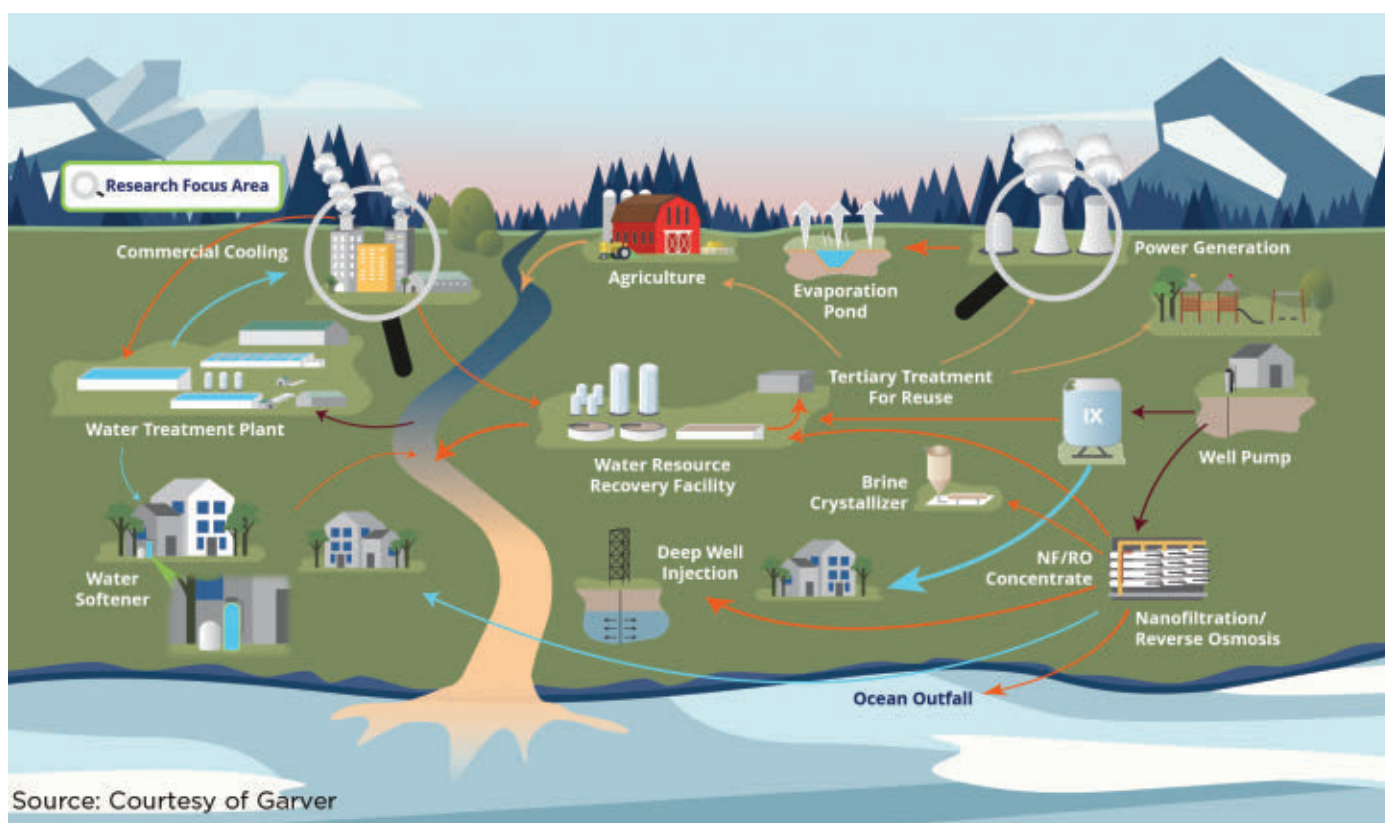 Research Focus Area
Commercial Cooling
Agriculture
Evaporation
Pond
Power Generation
Tertiary Treatment
For Reuse
IX
Water Treatment Plant
Water Resource
Recovery Facility
Well Pump
Brine
Crystallizer
Deep Well
Injection
NF/RO
Concentrate
Water
Softener
Nanofiltration/
Reverse Osmosis
Ocean Outfall
Source: Courtesy of Garver